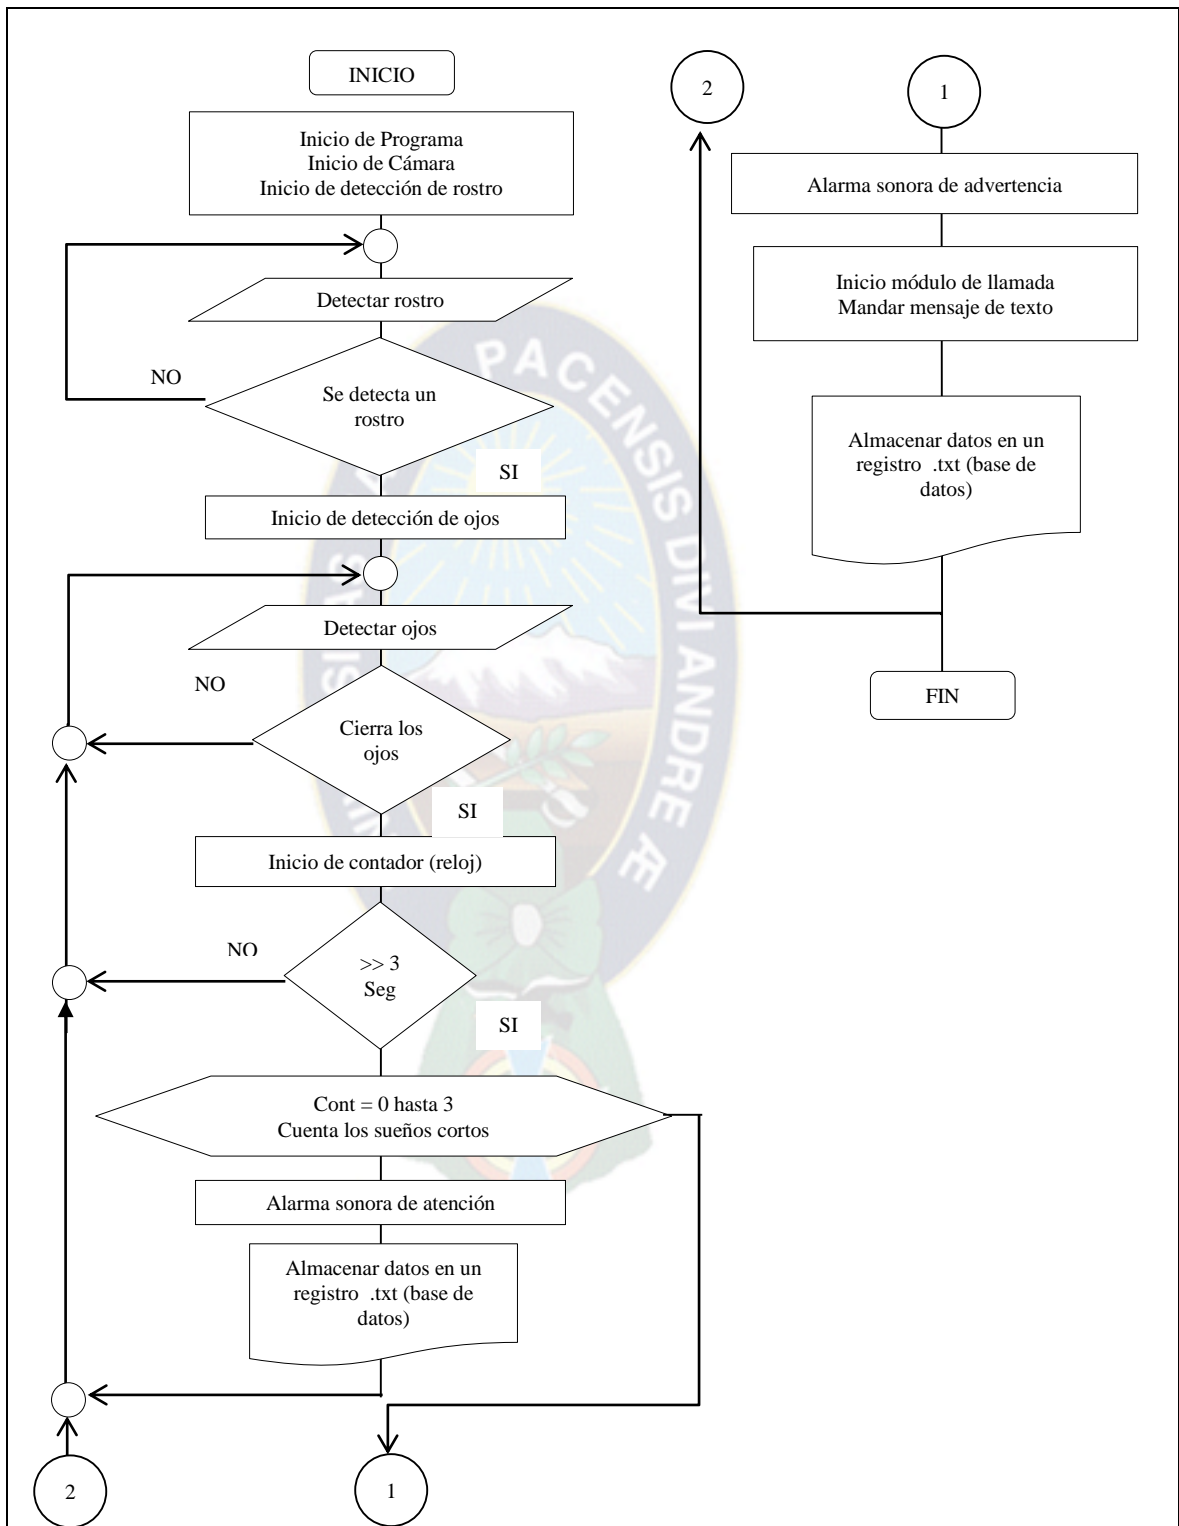 INICIO
Inicio de Programa
Inicio de Cámara
Inicio de detección de rostro
Detectar rostro
NO
Se detecta un
rostro
SI
Inicio de detección de ojos
Detectar ojos
NO
Cierra los
ojos
SI
Inicio de contador (reloj)
NO
>> 3
Seg
SI
Cont = 0 hasta 3
Cuenta los sueños cortos
Alarma sonora de atención
Almacenar datos en un
registro .txt (base de
datos)
2
1
2
1
Alarma sonora de advertencia
Inicio módulo de llamada
Mandar mensaje de texto
Almacenar datos en un
registro .txt (base de
datos)
FIN
PACENSIS DIVI ANDRE Æ